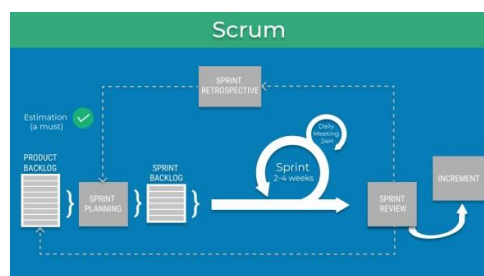 Scrum
SPRINT
RETROSPECTIVE
Estimation
(a must)
Daily
Meeting
24H
PRODUCT
BACKLOG
SPRINT
PLANNING
SPRINT
BACKLOG
Sprint
2-4 weeks
SPRINT
REVIEW
INCREMENT